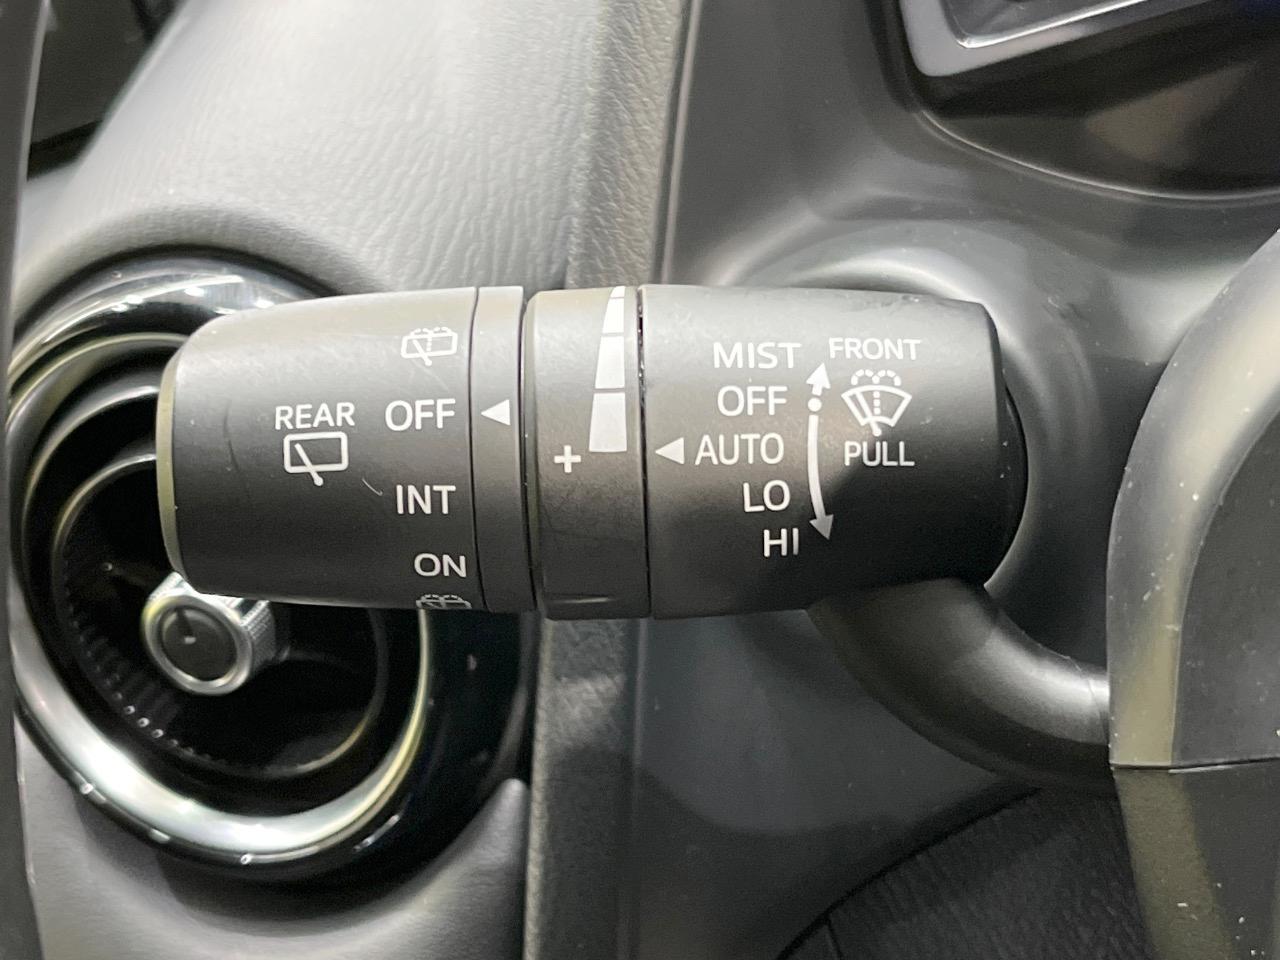 REAR
OFF
INT
ON
+
MIST
OFF
AUTO
LO
HI
FRONT
PULL